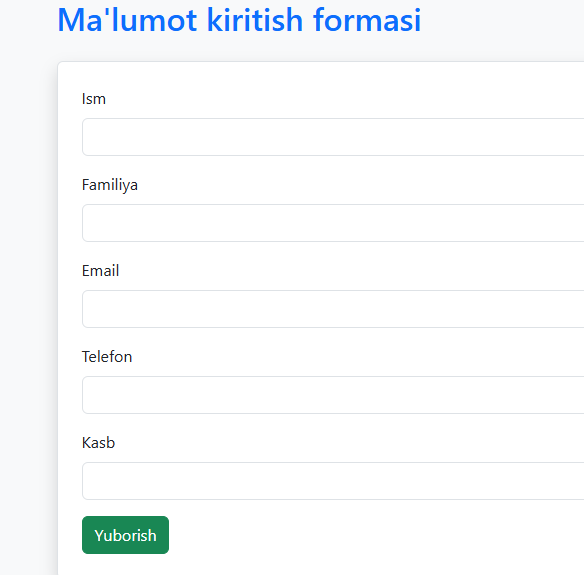 Ma'lumot kiritish formasi
Ism
Familiya
Email
Telefon
Kasb
Yuborish